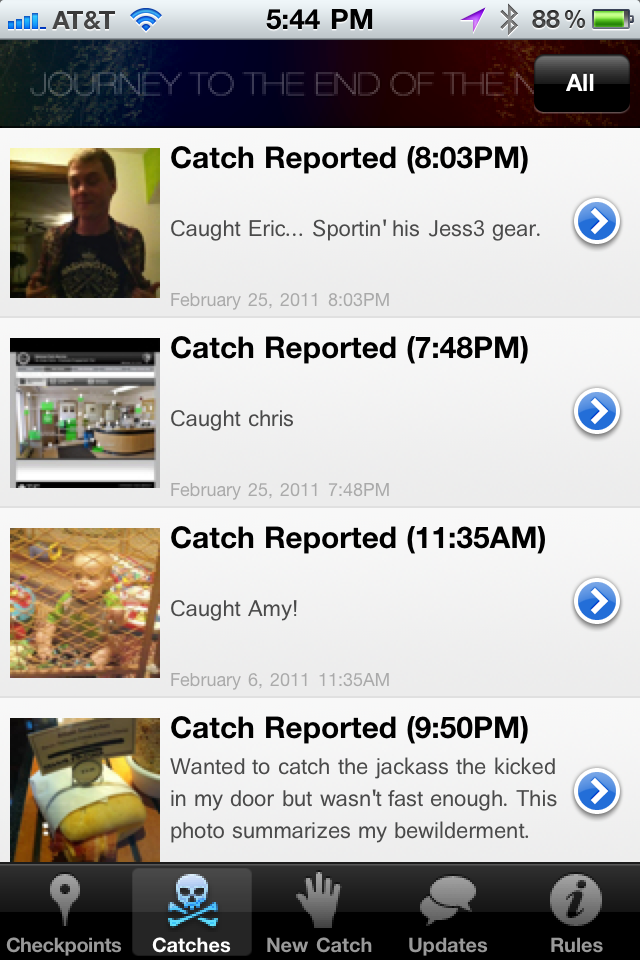 AT&T 5:44 PM 88 %
JOURNEY TO THE END OF THE N
All
Catch Reported (8:03PM)
Caught Eric... Sportin' his Jess3 gear.
February 25, 2011 8:03PM
WASHINGTON
Catch Reported (7:48PM)
Caught chris
February 25, 2011 7:48PM
Catch Reported (11:35AM)
Caught Amy!
February 6, 2011 11:35AM
Catch Reported (9:50PM)
Wanted to catch the jackass the kicked
in my door but wasn't fast enough. This
photo summarizes my bewilderment.
Checkpoints Catches New Catch Updates Rules